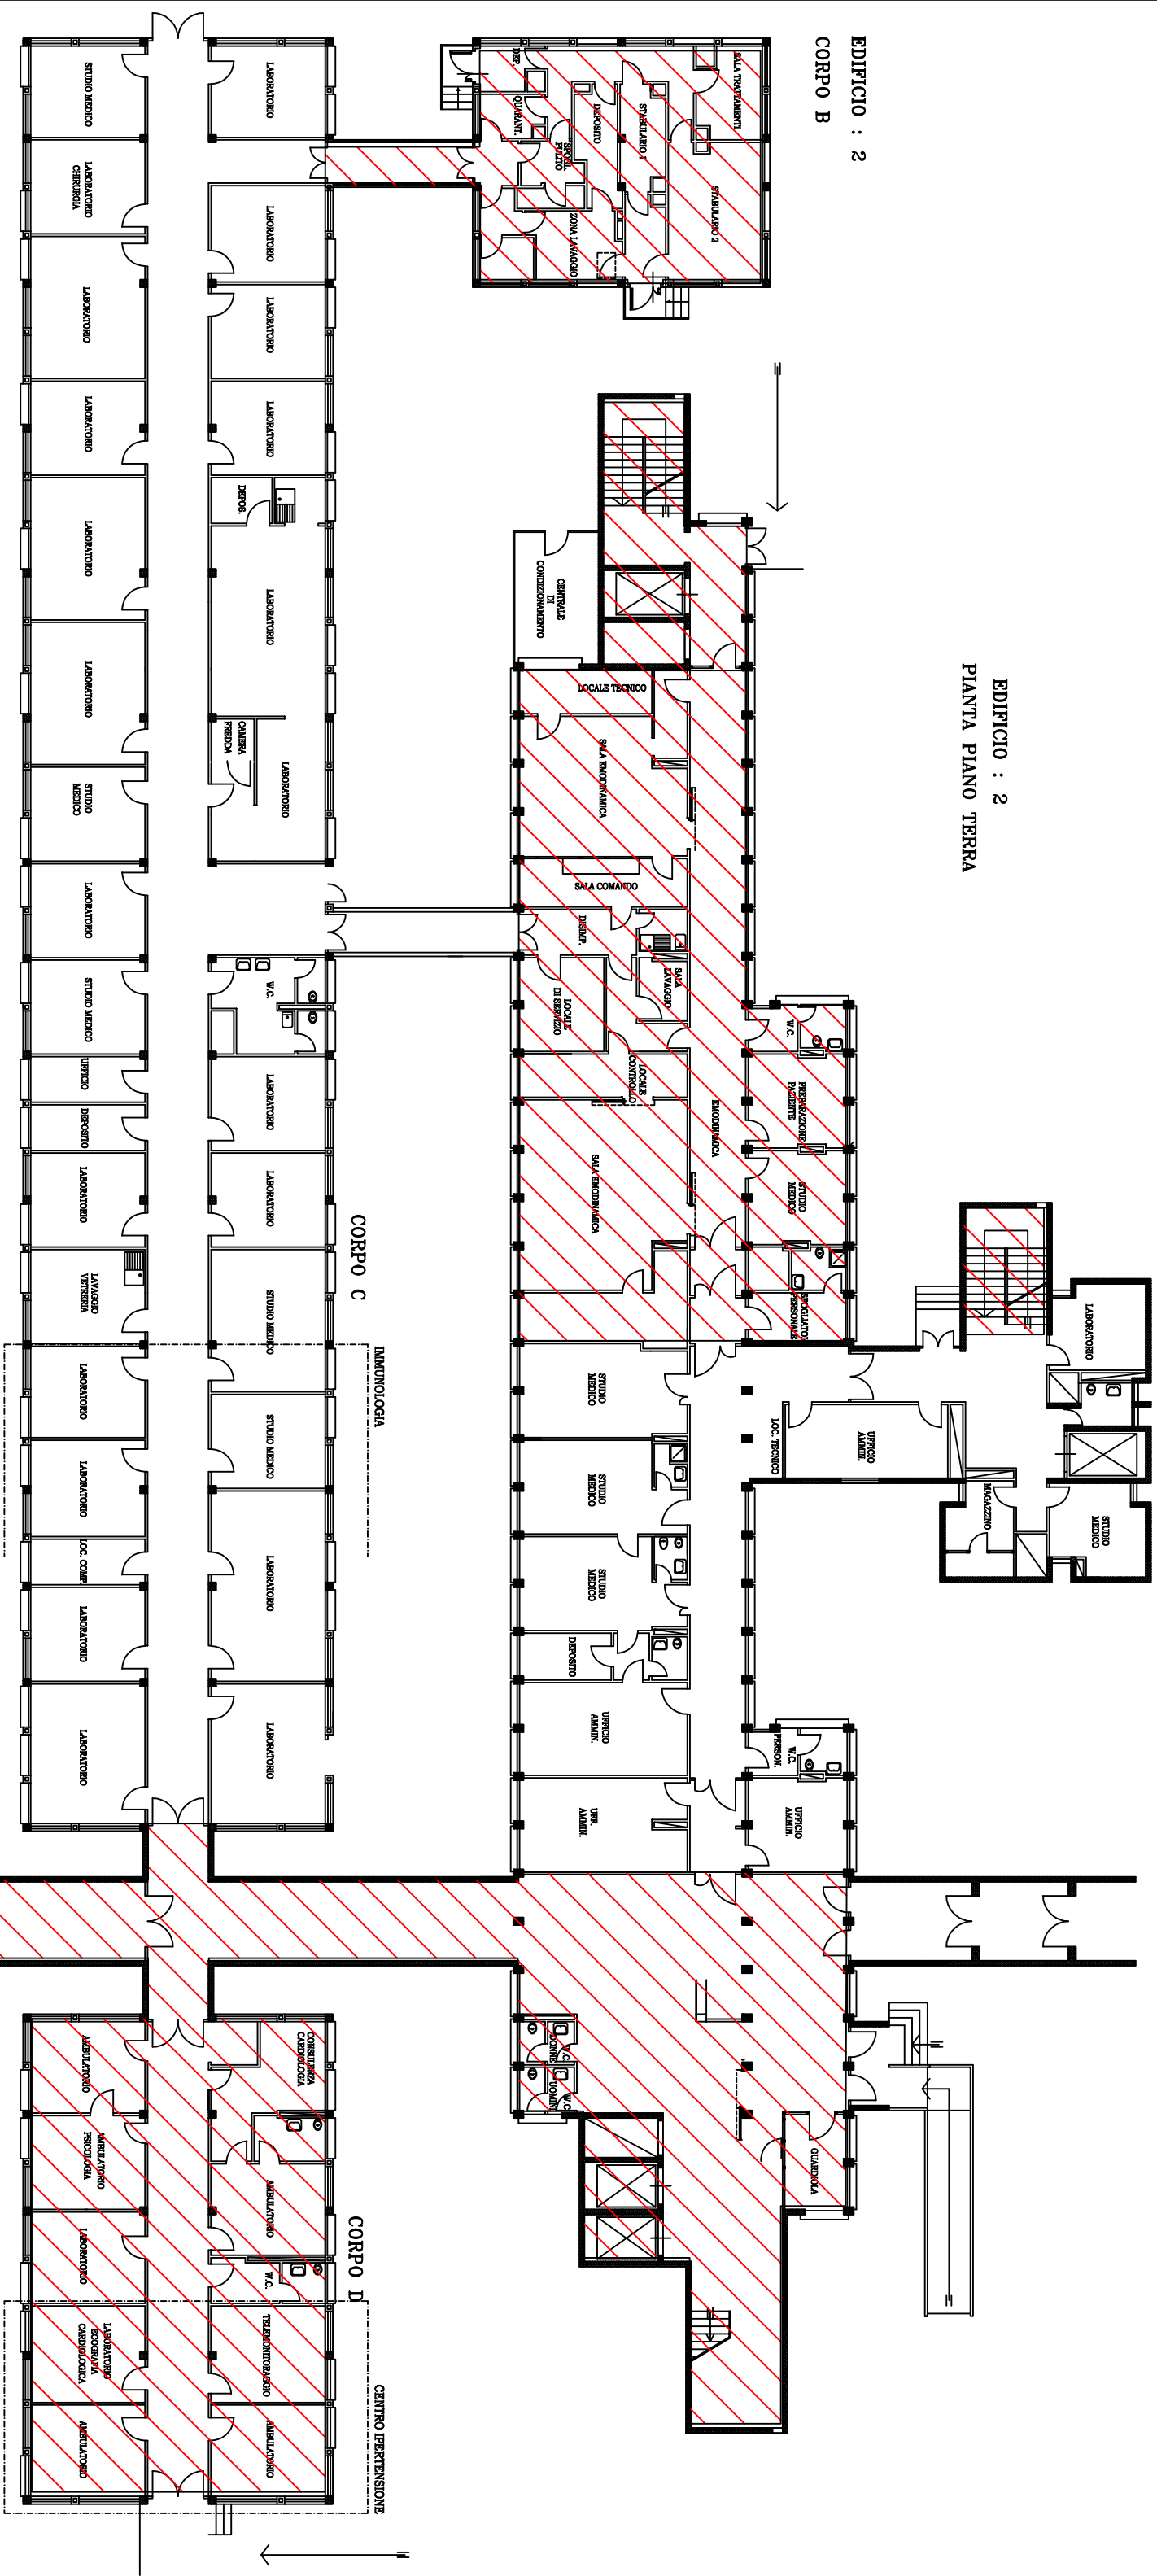 EDIFICIO : 2
CORPO B
EDIFICIO : 2
PIANTA PIANO TERRA
SALA TRATTAMENTI
STABULARIO 2
STABULARIO 1
DEPOSITO
DEP.
QUARANT.
SPOGL.
PULITO
ZONA LAVAGGIO
CENTRALE
DI
CONDIZIONAMENTO
LOCALE TECNICO
SALA EMODINAMICA
SALA COMANDO
DISIMP.
SALA
LAVAGGIO
LOCALE
DI SERVIZIO
LOCALE
CONTROLLO
EMODINAMICA
SALA EMODINAMICA
W.C.
PREPARAZIONE
PAZIENTE
STUDIO
MEDICO
SPOGLIATOI
PERSONALE
LABORATORIO
UFFICIO
AMMIN.
LOC. TECNICO
MAGAZZINO
STUDIO
MEDICO
STUDIO
MEDICO
STUDIO
MEDICO
STUDIO
MEDICO
DEPOSITO
UFFICIO
AMMIN.
UFF.
AMMIN.
W.C.
PERSON.
UFFICIO
AMMIN.
W.C.
DONNE
W.C.
UOMINI
GUARDIOLA
CORPO C
IMMUNOLOGIA
LABORATORIO
LABORATORIO
LABORATORIO
LABORATORIO
DEPOS.
LABORATORIO
CAMERA
FREDDA
LABORATORIO
W.C.
LABORATORIO
LABORATORIO
STUDIO MEDICO
STUDIO MEDICO
LABORATORIO
LABORATORIO
STUDIO MEDICO
LABORATORIO
CHIRURGIA
LABORATORIO
LABORATORIO
LABORATORIO
LABORATORIO
STUDIO
MEDICO
LABORATORIO
STUDIO MEDICO
UFFICIO
DEPOSITO
LABORATORIO
LAVAGGIO
VETRERIA
LABORATORIO
LABORATORIO
LOC. COMP.
LABORATORIO
LABORATORIO
CORPO D
CENTRO IPERTENSIONE
CONSULENZA
CARDIOLOGIA
AMBULATORIO
W.C.
TELEMONITORAGGIO
AMBULATORIO
AMBULATORIO
AMBULATORIO
PSICOLOGIA
LABORATORIO
LABORATORIO
ECOGRAFIA
CARDIOLOGICA
AMBULATORIO